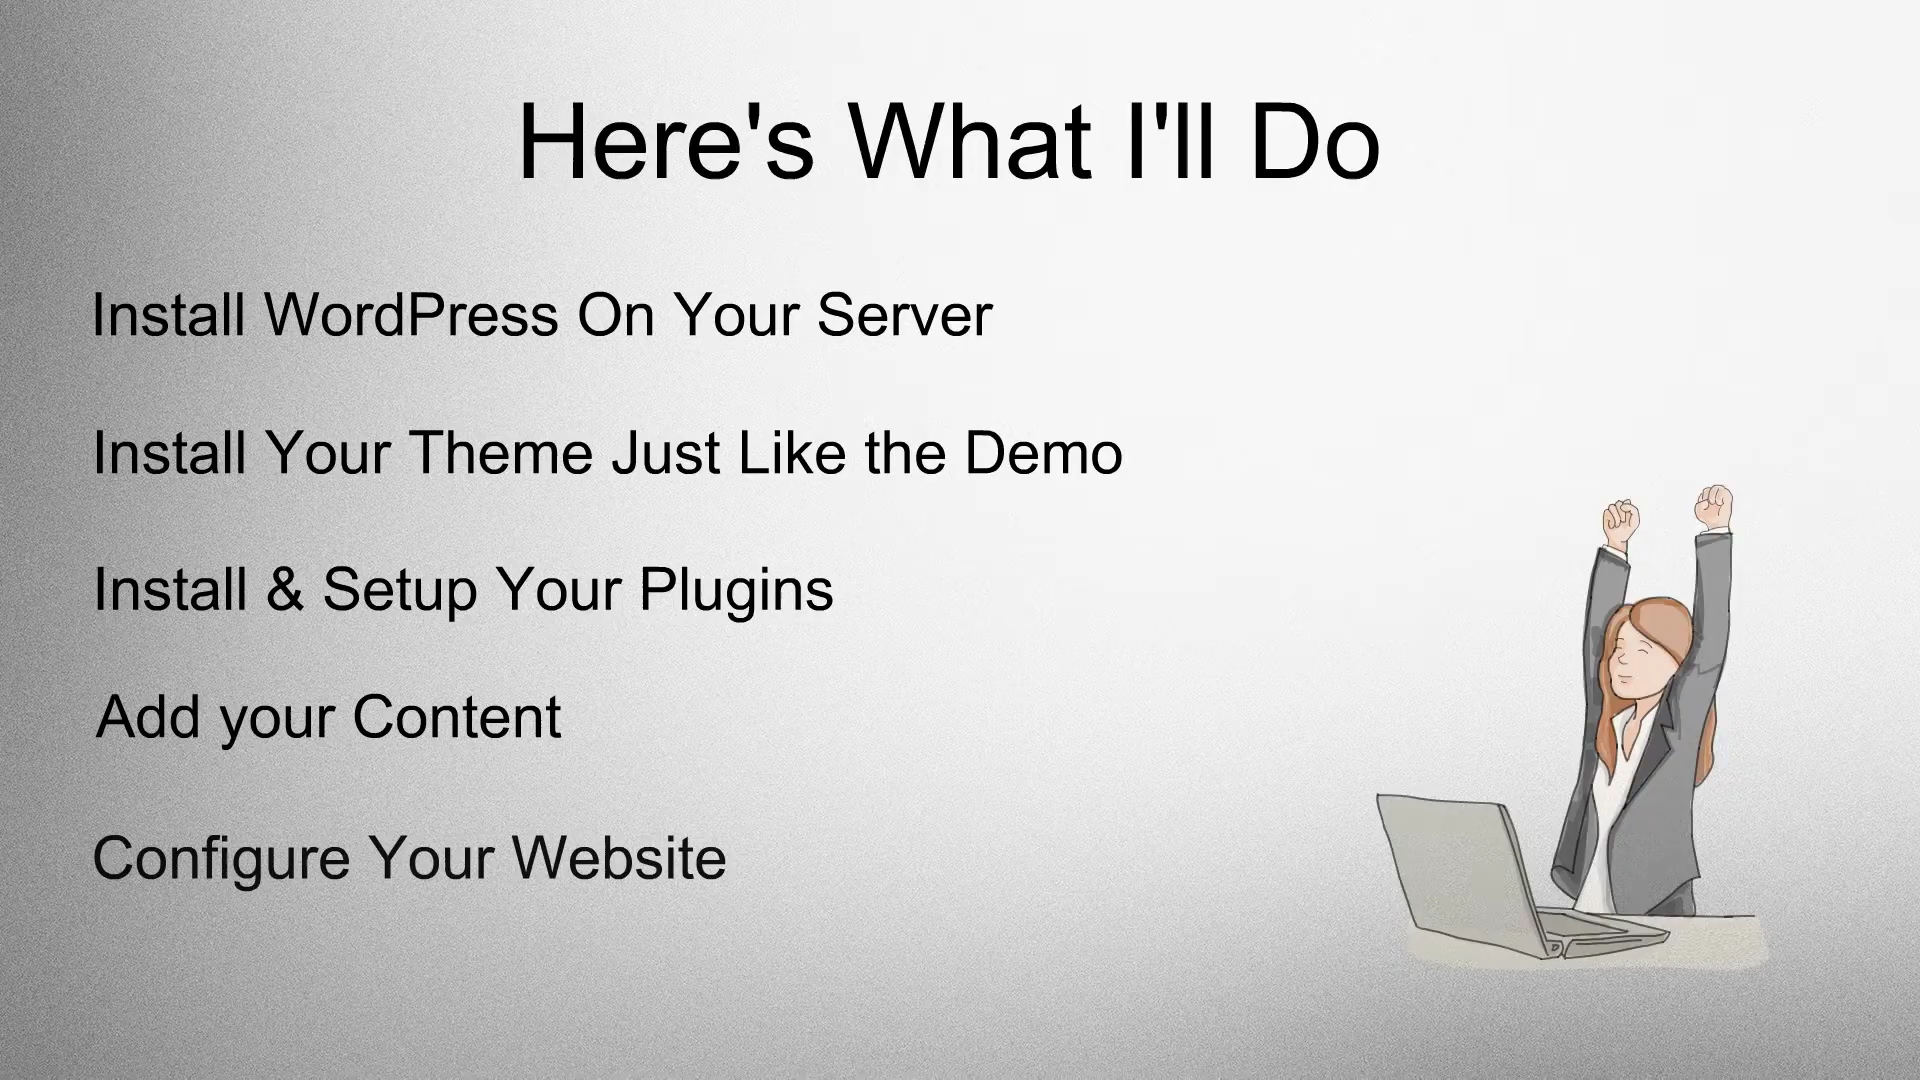 Here's What I'll Do
Install WordPress On Your Server
Install Your Theme Just Like the Demo
Install & Setup Your Plugins
Add your Content
Configure Your Website